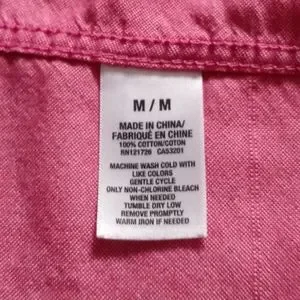 M / M
MADE IN CHINA/
FABRIQUÉ EN CHINE
100% COTTON/COTON
RN121726 CA53201
MACHINE WASH COLD WITH
LIKE COLORS
GENTLE CYCLE
ONLY NON-CHLORINE BLEACH
WHEN NEEDED
TUMBLE DRY LOW
REMOVE PROMPTLY
WARM IRON IF NEEDED